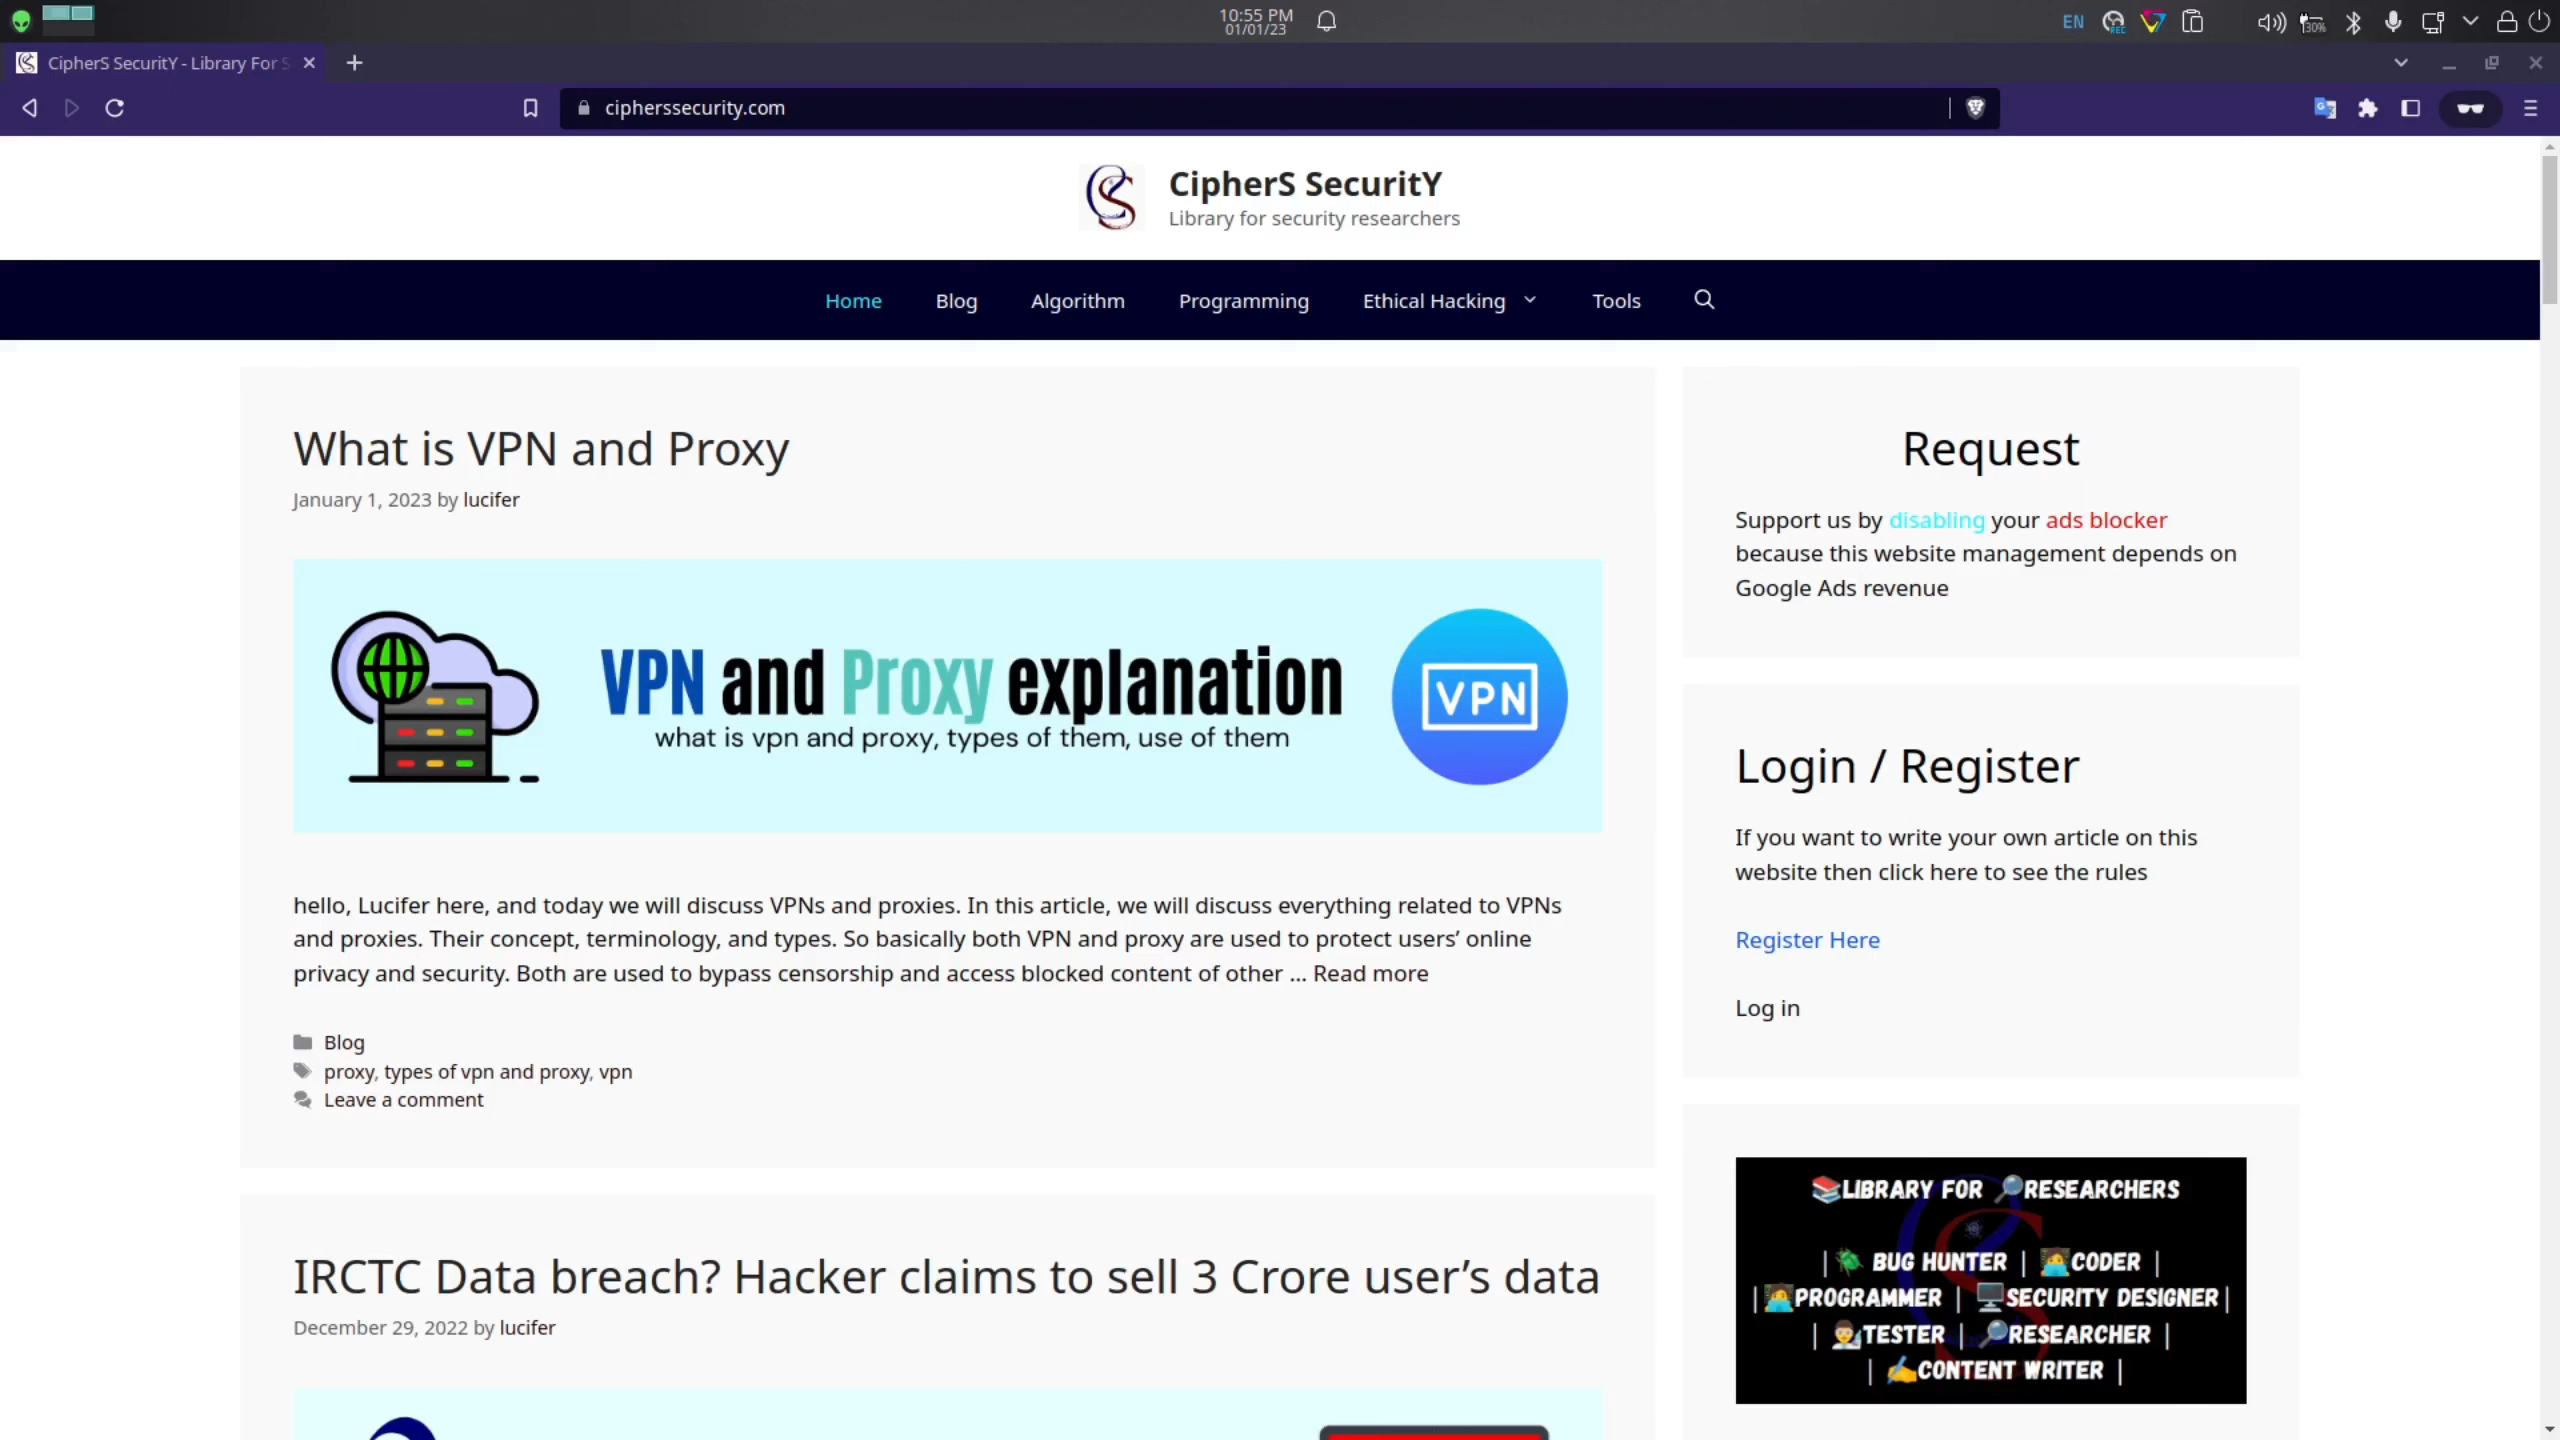 10:55 PM
01/01/23
EN
REC
30%
CipherS SecuritY - Library For S
cipherssecurity.com
CipherS SecuritY
Library for security researchers
Home Blog Algorithm Programming Ethical Hacking Tools
What is VPN and Proxy
January 1, 2023 by lucifer
VPN and Proxy explanation
what is vpn and proxy, types of them, use of them
VPN
hello, Lucifer here, and today we will discuss VPNs and proxies. In this article, we will discuss everything related to VPNs
and proxies. Their concept, terminology, and types. So basically both VPN and proxy are used to protect users’ online
privacy and security. Both are used to bypass censorship and access blocked content of other … Read more
Blog
proxy, types of vpn and proxy, vpn
Leave a comment
IRCTC Data breach? Hacker claims to sell 3 Crore user’s data
December 29, 2022 by lucifer
Request
Support us by disabling your ads blocker
because this website management depends on
Google Ads revenue
Login / Register
If you want to write your own article on this
website then click here to see the rules
Register Here
Log in
📚LIBRARY FOR 🔎RESEARCHERS
|🪲 BUG HUNTER | 🧑‍💻CODER |
|🧑‍💻PROGRAMMER | 🖥️SECURITY DESIGNER|
| 👨‍🔬TESTER | 🔎RESEARCHER |
| ✍️CONTENT WRITER |